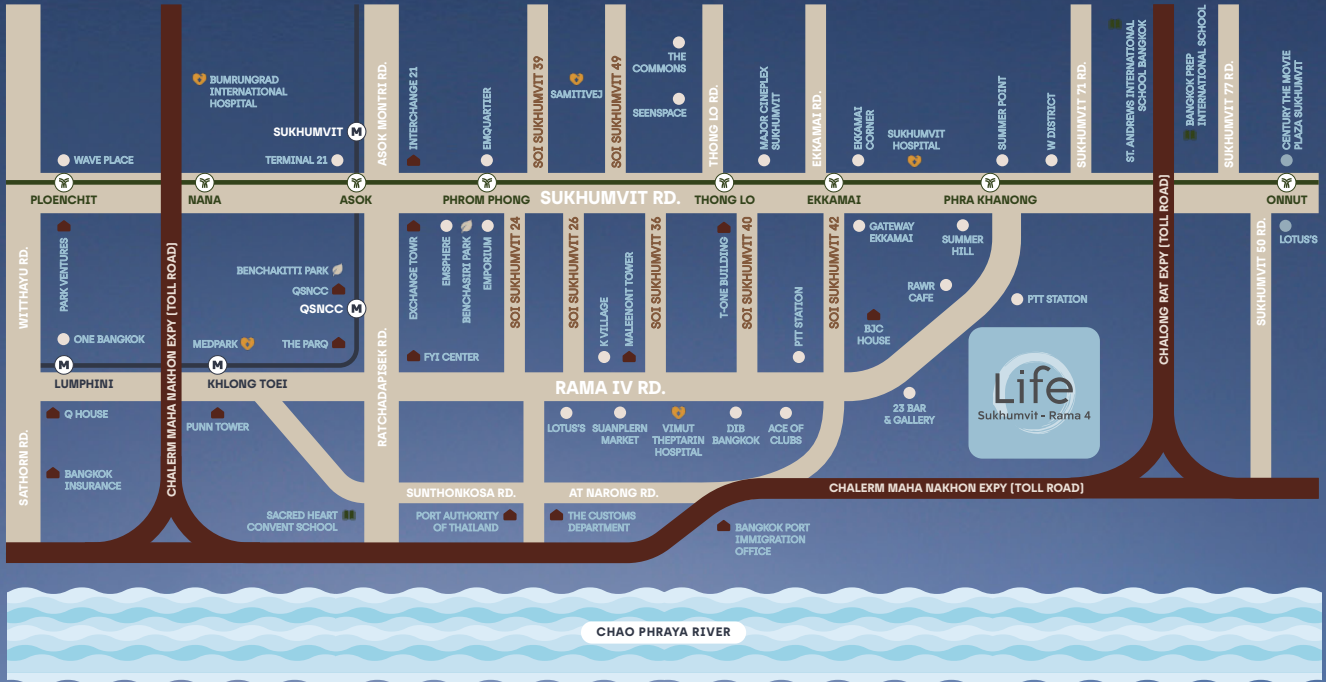 BUMRUNGRAD
INTERNATIONAL
HOSPITAL
SUKHUMVIT
M
TERMINAL 21
WAVE PLACE
ASOK MONTRI RD.
INTERCHANGE 21
EMQUARTIER
SOI SUKHUMVIT 39
SAMITIVEJ
SOI SUKHUMVIT 49
THE
COMMONS
SEENSPACE
THONG LO RD.
MAJOR CINEPLEX
SUKHUMVIT
EKKAMAI RD.
EKKAMAI
CORNER
SUKHUMVIT
HOSPITAL
SUMMER POINT
W DISTRICT
SUKHUMVIT 71 RD.
ST. ANDREWS INTERNATIONAL
SCHOOL BANGKOK
BANGKOK PREP
INTERNATIONAL SCHOOL
SUKHUMVIT 77 RD.
CENTURY THE MOVIE
PLAZA SUKHUMVIT
PLOENCHIT
NANA
ASOK
PHROM PHONG
SUKHUMVIT RD.
THONG LO
EKKAMAI
PHRA KHANONG
ONNUT
WITTHAYU RD.
PARK VENTURES
CHALERM MAHA NAKHON EXPY [TOLL ROAD]
BENCHAKITTI PARK
QSNCC
QSNCC
M
ONE BANGKOK
MEDPARK
THE PARQ
EXCHANGE TOWR
EMSPHERE
BENCHASIRI PARK
EMPORIUM
SOI SUKHUMVIT 24
SOI SUKHUMVIT 26
K VILLAGE
MALEENONT TOWER
SOI SUKHUMVIT 36
T-ONE BUILDING
SOI SUKHUMVIT 40
PTT STATION
SOI SUKHUMVIT 42
GATEWAY
EKKAMAI
SUMMER
HILL
RAWR
CAFE
BJC
HOUSE
PTT STATION
CHALONG RAT EXPY [TOLL ROAD]
SUKHUMVIT 50 RD.
LOTUS'S
FYI CENTER
M
M
LUMPHINI
KHLONG TOEI
RATCHADAPISEK RD.
RAMA IV RD.
Life
Sukhumvit - Rama 4
Q HOUSE
PUNN TOWER
LOTUS'S
SUANPLERN
MARKET
VIMUT
THEPTARIN
HOSPITAL
DIB
BANGKOK
ACE OF
CLUBS
23 BAR
& GALLERY
SATHORN RD.
BANGKOK
INSURANCE
SUNTHONKOSA RD.
AT NARONG RD.
CHALERM MAHA NAKHON EXPY [TOLL ROAD]
SACRED HEART
CONVENT SCHOOL
PORT AUTHORITY
OF THAILAND
THE CUSTOMS
DEPARTMENT
BANGKOK PORT
IMMIGRATION
OFFICE
CHAO PHRAYA RIVER